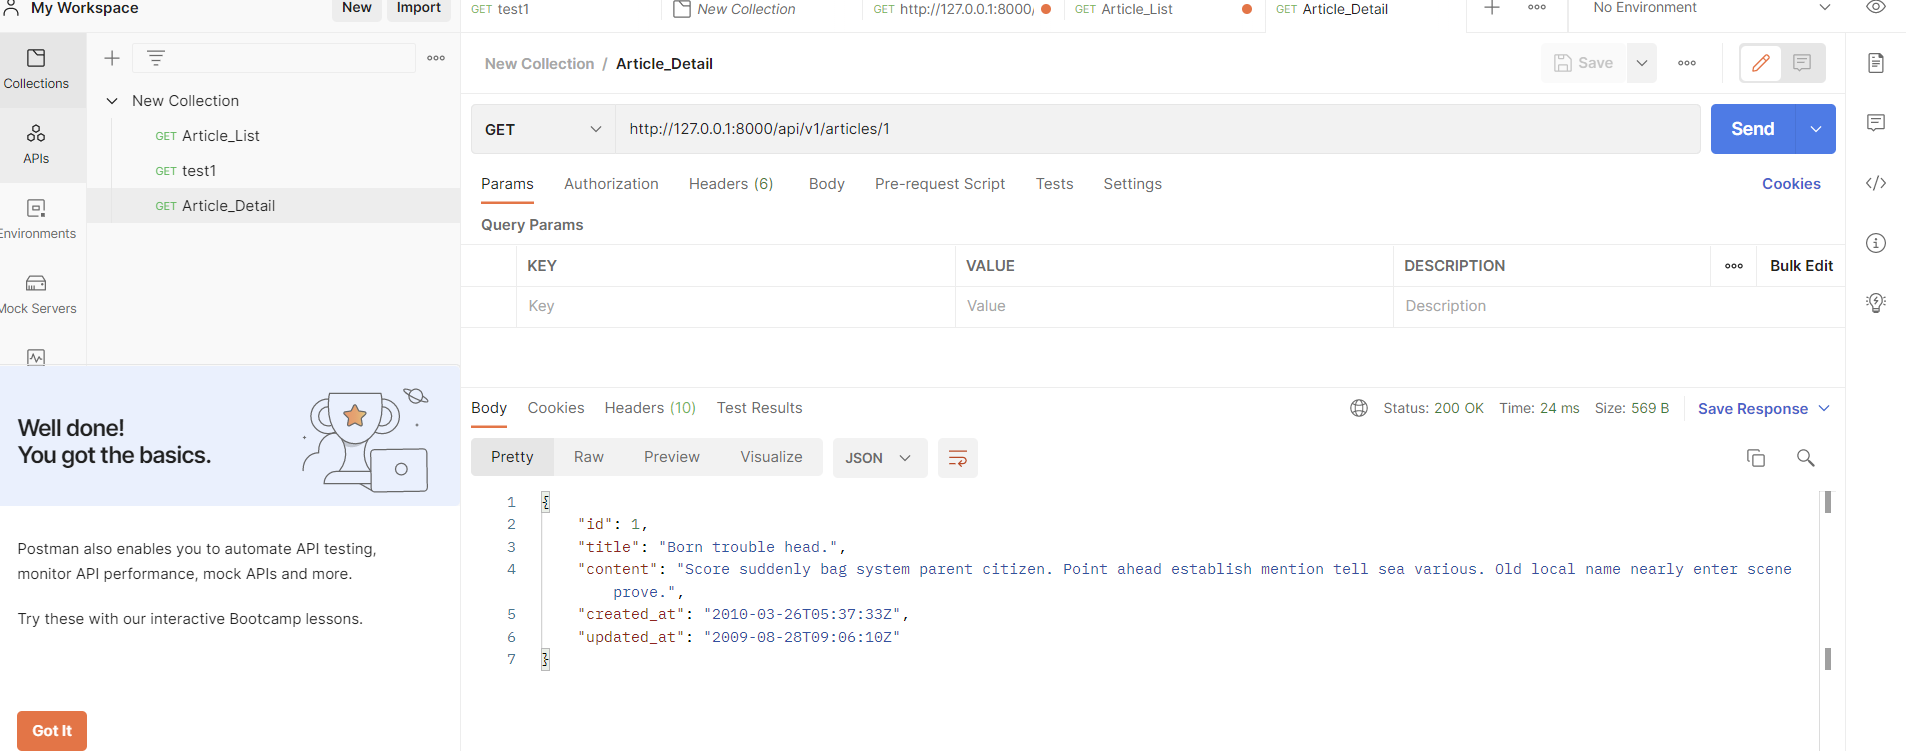 My Workspace
New
Import
GET test1
New Collection
GET http://127.0.0.1:8000/
GET Article_List
GET Article_Detail
No Environment
Collections
APIs
Environments
Mock Servers
New Collection
GET Article_List
GET test1
GET Article_Detail
New Collection / Article_Detail
Save
GET
http://127.0.0.1:8000/api/v1/articles/1
Send
Params
Authorization
Headers (6)
Body
Pre-request Script
Tests
Settings
Cookies
Query Params
KEY
VALUE
DESCRIPTION
Bulk Edit
Key
Value
Description
Well done!
You got the basics.
Postman also enables you to automate API testing,
monitor API performance, mock APIs and more.
Try these with our interactive Bootcamp lessons.
Got It
Body
Cookies
Headers (10)
Test Results
Status: 200 OK
Time: 24 ms
Size: 569 B
Save Response
Pretty
Raw
Preview
Visualize
JSON
1 {
2 "id": 1,
3 "title": "Born trouble head.",
4 "content": "Score suddenly bag system parent citizen. Point ahead establish mention tell sea various. Old local name nearly enter scene
prove.",
5 "created_at": "2010-03-26T05:37:33Z",
6 "updated_at": "2009-08-28T09:06:10Z"
7 }